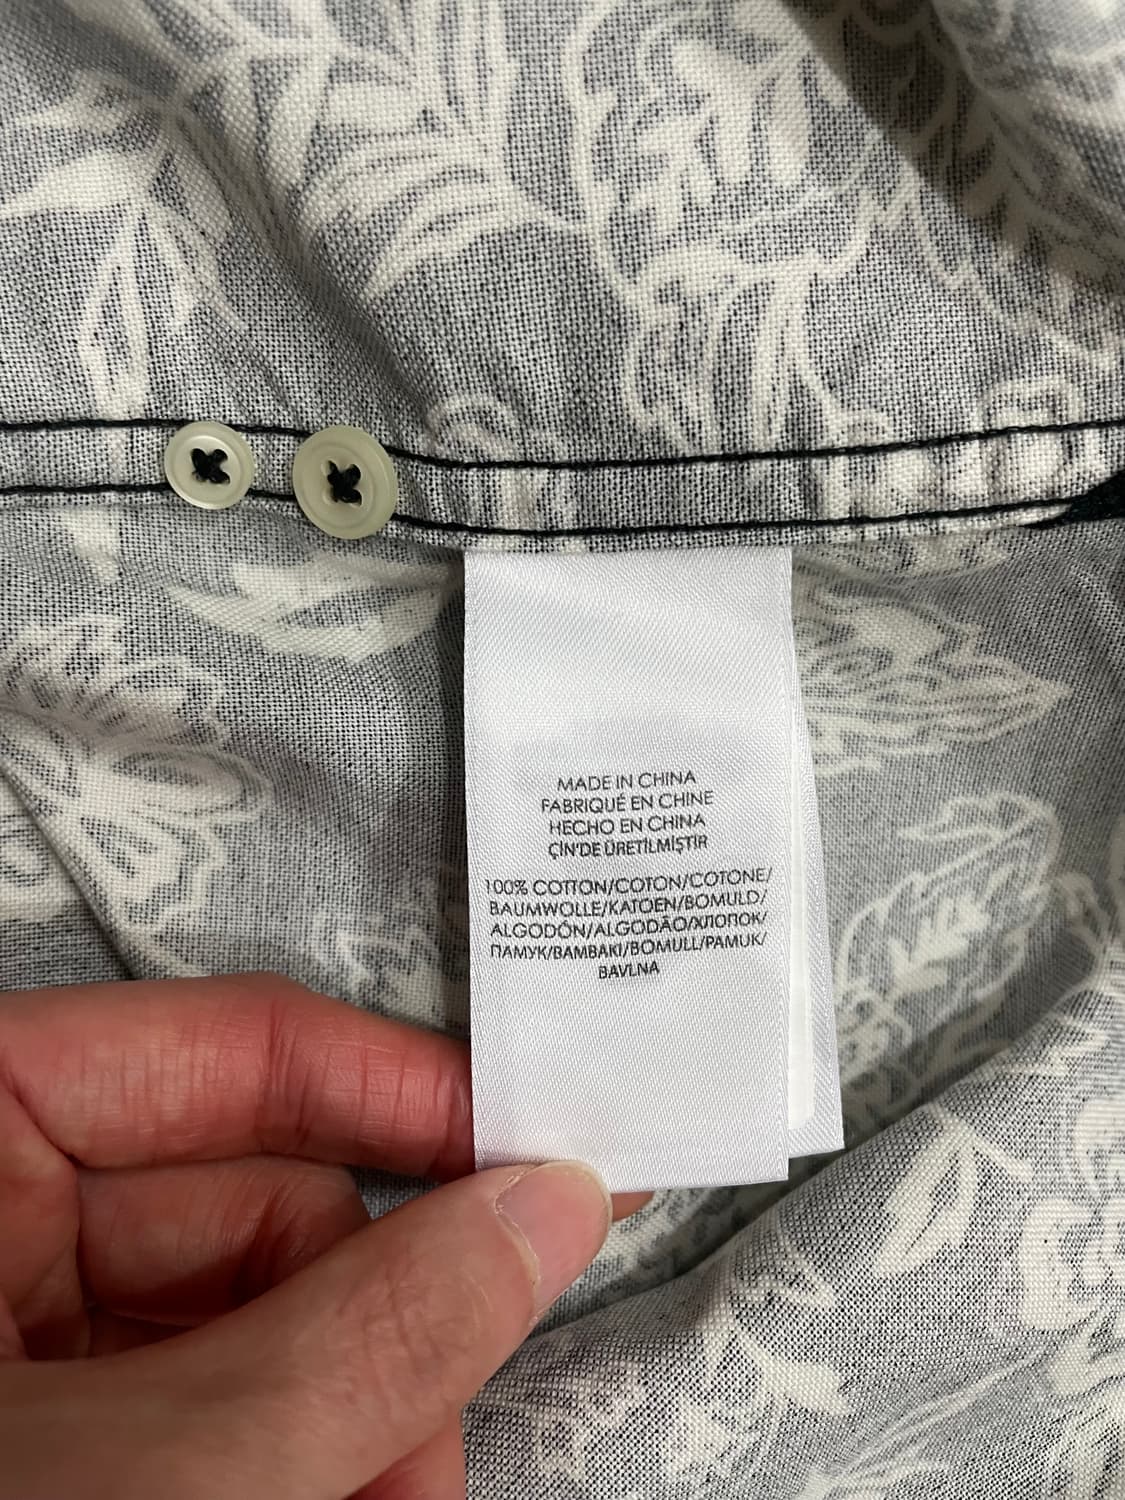 MADE IN CHINA
FABRIQUÉ EN CHINE
HECHO EN CHINA
ÇİN'DE ÜRETİLMİŞTİR
100% COTTON/COTON/COTONE/
BAUMWOLLE/KATOEN/BOMULD/
ALGODÓN/ALGODÃO/ХЛОПОК/
ПАМУК/ΒΑΜΒΑΚΙ/BOMULL/PAMUK/
BAVLNA